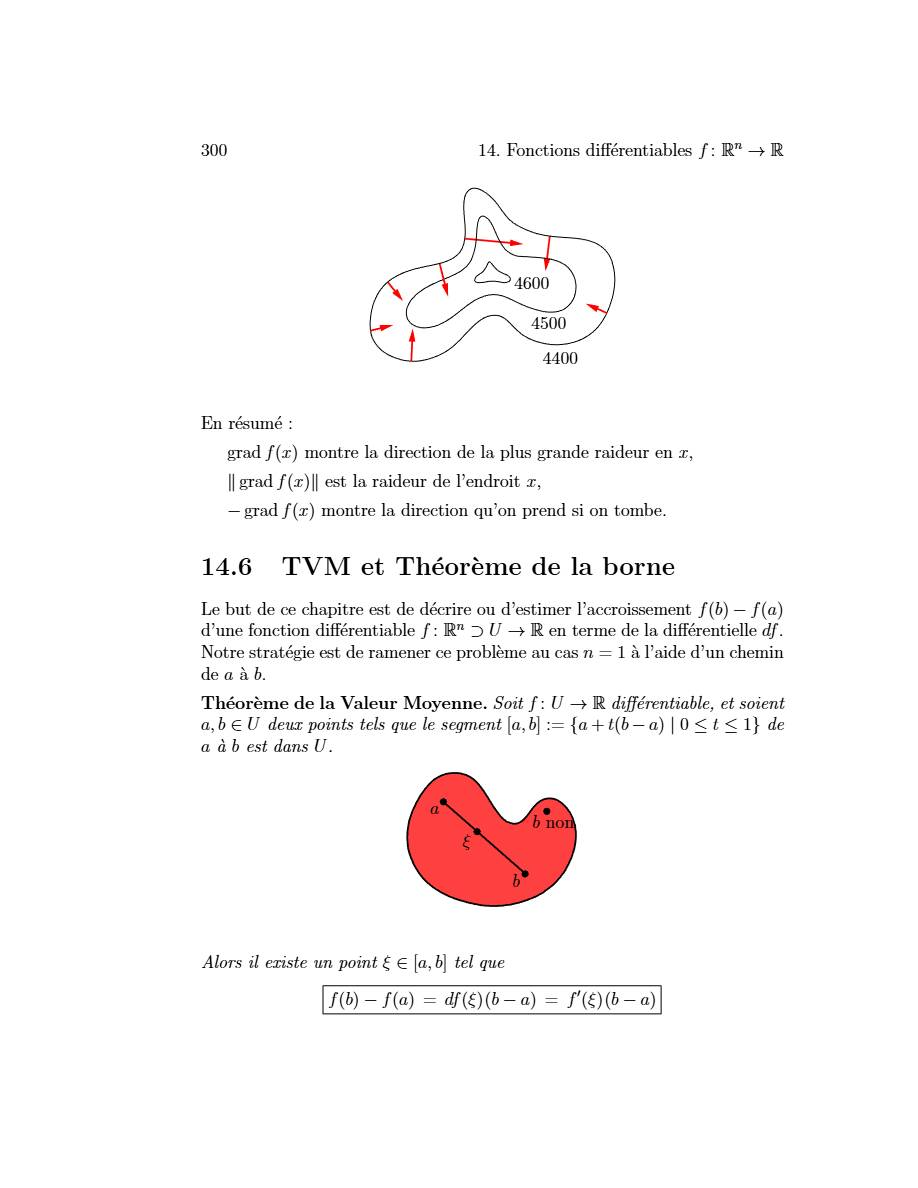 300
14. Fonctions différentiables f : ℝⁿ → ℝ
4600
4500
4400
En résumé :
grad f(x) montre la direction de la plus grande raideur en x,
‖ grad f(x)‖ est la raideur de l'endroit x,
− grad f(x) montre la direction qu'on prend si on tombe.
14.6 TVM et Théorème de la borne
Le but de ce chapitre est de décrire ou d'estimer l'accroissement f(b) − f(a)
d'une fonction différentiable f : ℝⁿ ⊃ U → ℝ en terme de la différentielle df.
Notre stratégie est de ramener ce problème au cas n = 1 à l'aide d'un chemin
de a à b.
Théorème de la Valeur Moyenne. Soit f : U → ℝ différentiable, et soient
a, b ∈ U deux points tels que le segment [a, b] := {a + t(b − a) | 0 ≤ t ≤ 1} de
a à b est dans U.
a
b non
ξ
b
Alors il existe un point ξ ∈ [a, b] tel que
f(b) − f(a) = df(ξ)(b − a) = f′(ξ)(b − a)